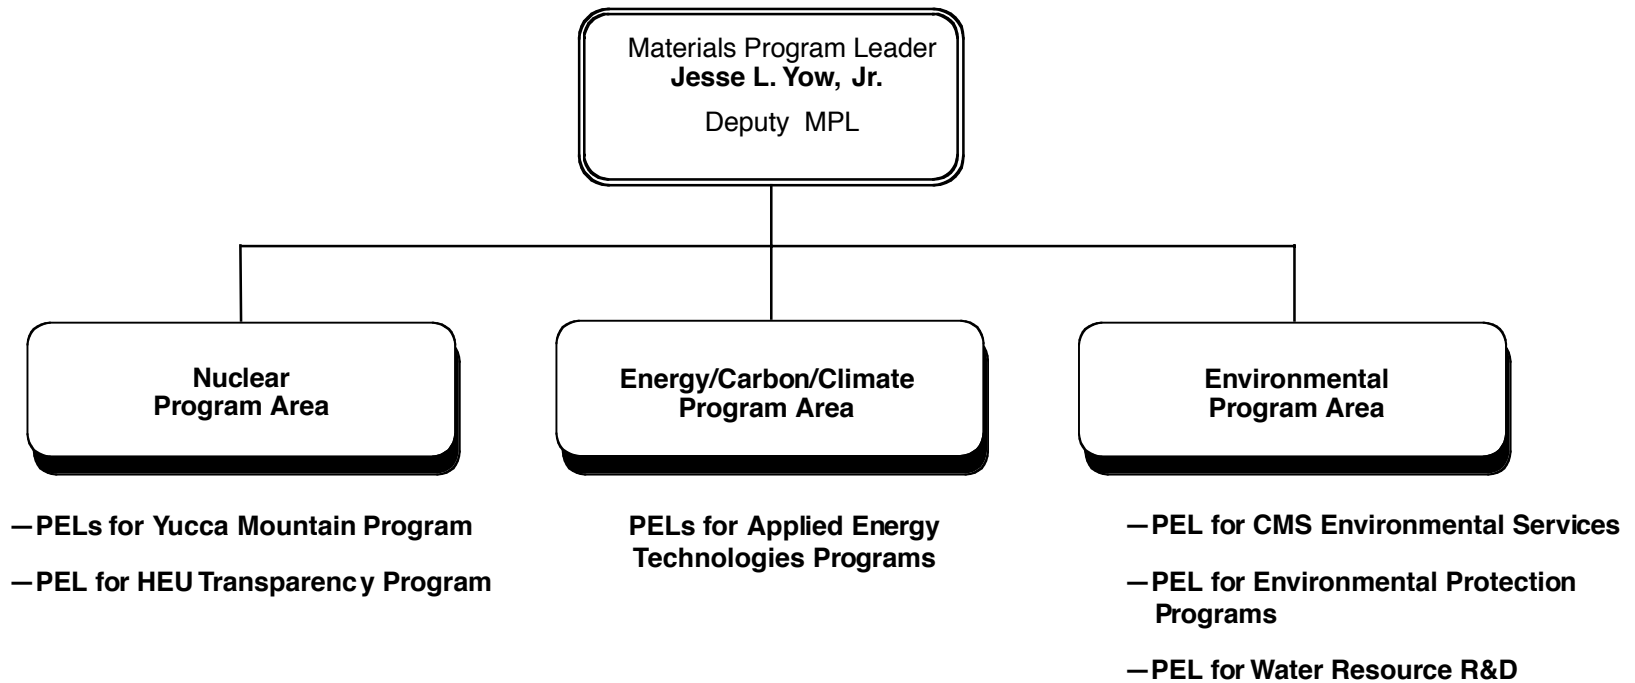 Materials Program Leader
Jesse L. Yow, Jr.
Deputy MPL
Nuclear
Program Area
Energy/Carbon/Climate
Program Area
Environmental
Program Area
—PELs for Yucca Mountain Program
—PEL for HEU Transparency Program
PELs for Applied Energy
Technologies Programs
—PEL for CMS Environmental Services
—PEL for Environmental Protection
Programs
—PEL for Water Resource R&D